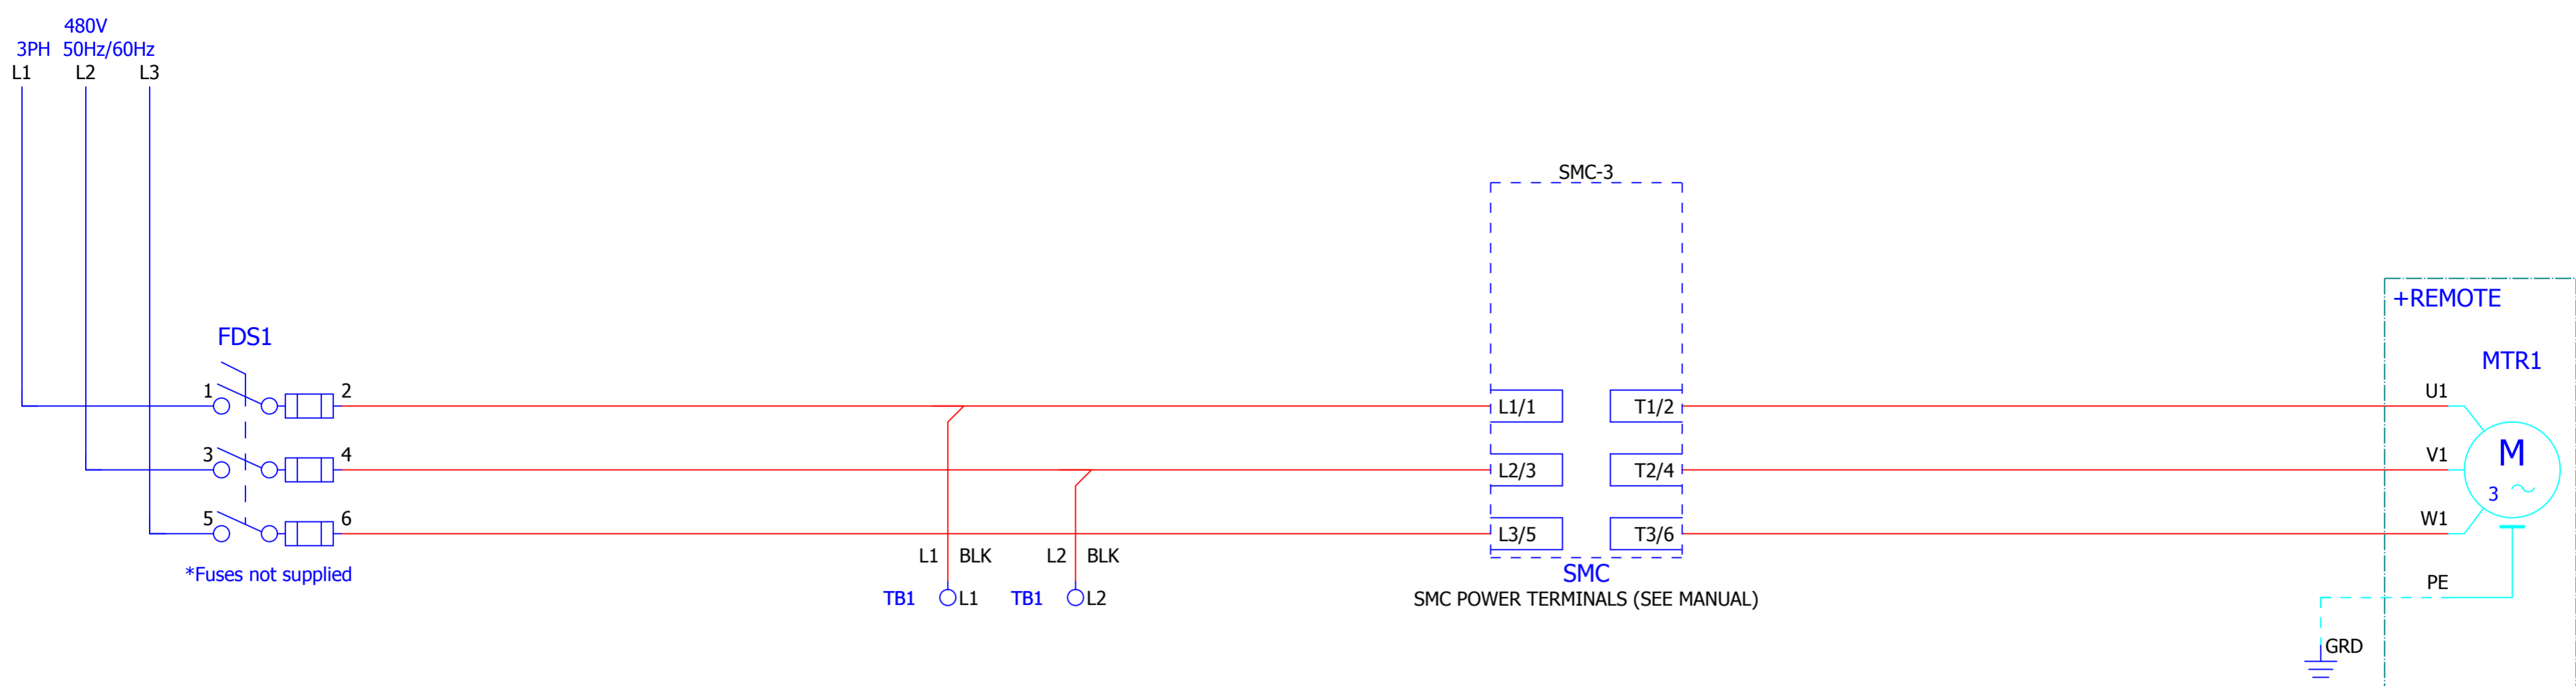 480V
3PH 50Hz/60Hz
L1 L2 L3
SMC-3
+REMOTE
FDS1
MTR1
1 2 L1/1 T1/2 U1
3 4 L2/3 T2/4 V1
M
3
5 6 L3/5 T3/6 W1
L1 BLK L2 BLK
*Fuses not supplied
SMC
PE
TB1 L1 TB1 L2
SMC POWER TERMINALS (SEE MANUAL)
GRD